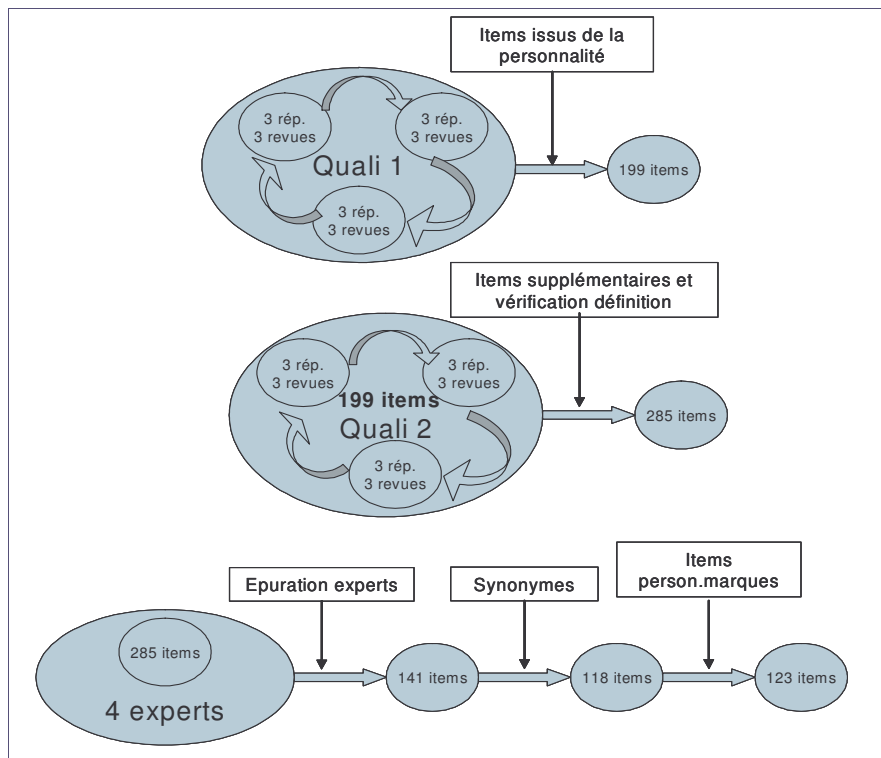 Items issus de la
personnalité
3 rép.
3 revues
3 rép.
3 revues
Quali 1
3 rép.
3 revues
199 items
Items supplémentaires et
vérification définition
3 rép.
3 revues
3 rép.
3 revues
199 items
Quali 2
3 rép.
3 revues
285 items
Epuration experts
Synonymes
Items
person.marques
285 items
4 experts
141 items
118 items
123 items